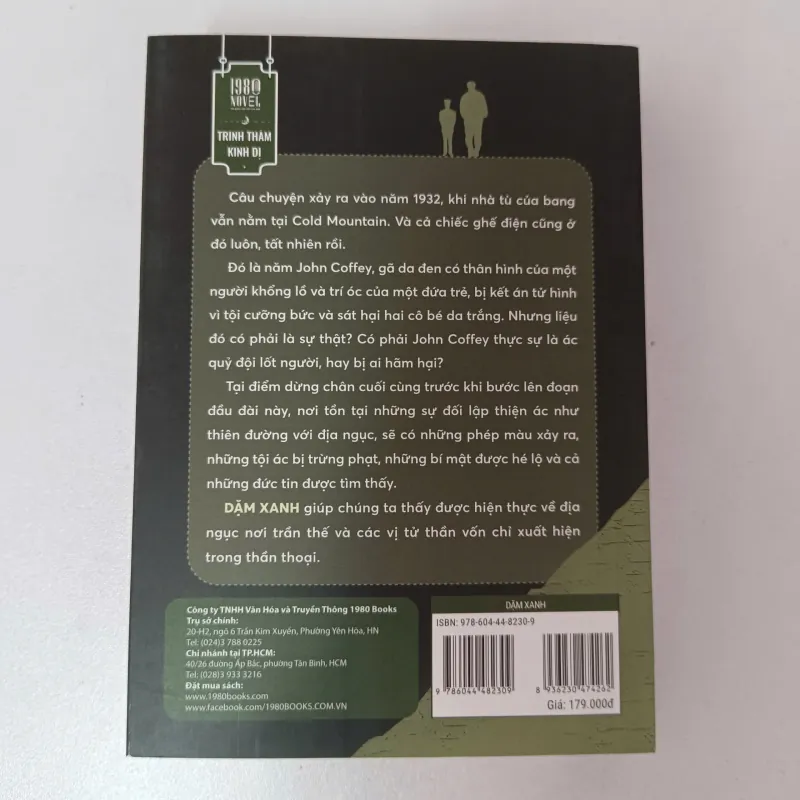 1980
NOVEL
TRINH THÁM
KINH DỊ
Câu chuyện xảy ra vào năm 1932, khi nhà tù của bang
vẫn nằm tại Cold Mountain. Và cả chiếc ghế điện cũng ở
đó luôn, tất nhiên rồi.
Đó là năm John Coffey, gã da đen có thân hình của một
người khổng lồ và trí óc của một đứa trẻ, bị kết án tử hình
vì tội cưỡng bức và sát hại hai cô bé da trắng. Nhưng liệu
đó có phải là sự thật? Có phải John Coffey thực sự là ác
quỷ đội lốt người, hay bị ai hãm hại?
Tại điểm dừng chân cuối cùng trước khi bước lên đoạn
đầu đài này, nơi tồn tại những sự đối lập thiện ác như
thiên đường với địa ngục, sẽ có những phép màu xảy ra,
những tội ác bị trừng phạt, những bí mật được hé lộ và cả
những đức tin được tìm thấy.
DẶM XANH giúp chúng ta thấy được hiện thực về địa
ngục nơi trần thế và các vị tử thần vốn chỉ xuất hiện
trong thần thoại.
Công ty TNHH Văn Hóa và Truyền Thông 1980 Books
Trụ sở chính:
20-H2, ngõ 6 Trần Kim Xuyến, Phường Yên Hòa, HN
Tel: (024)3 788 0225
Chi nhánh tại TP.HCM:
40/26 đường Ấp Bắc, phường Tân Bình, HCM
Tel: (028)3 933 3216
Đặt mua sách:
www.1980books.com
www.facebook.com/1980BOOKS.COM.VN
DẶM XANH
ISBN: 978-604-44-8230-9
9 786044 482309
8 936230 474262
Giá: 179.000đ